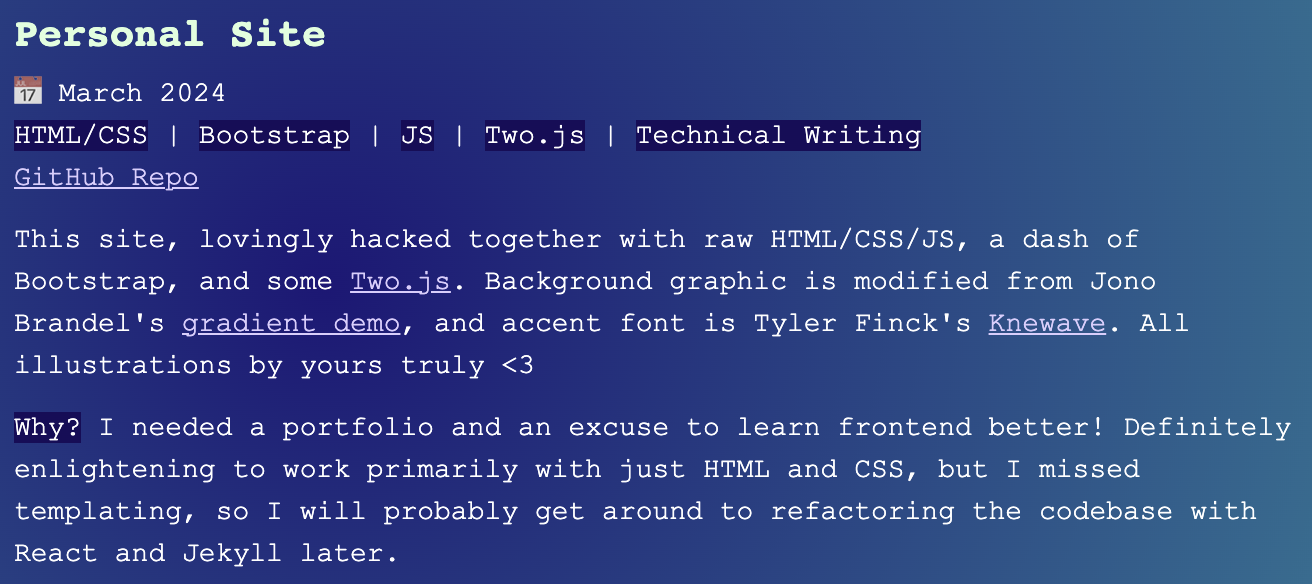 Personal Site
📅 March 2024
HTML/CSS | Bootstrap | JS | Two.js | Technical Writing
GitHub Repo
This site, lovingly hacked together with raw HTML/CSS/JS, a dash of
Bootstrap, and some Two.js. Background graphic is modified from Jono
Brandel's gradient demo, and accent font is Tyler Finck's Knewave. All
illustrations by yours truly <3
Why? I needed a portfolio and an excuse to learn frontend better! Definitely
enlightening to work primarily with just HTML and CSS, but I missed
templating, so I will probably get around to refactoring the codebase with
React and Jekyll later.